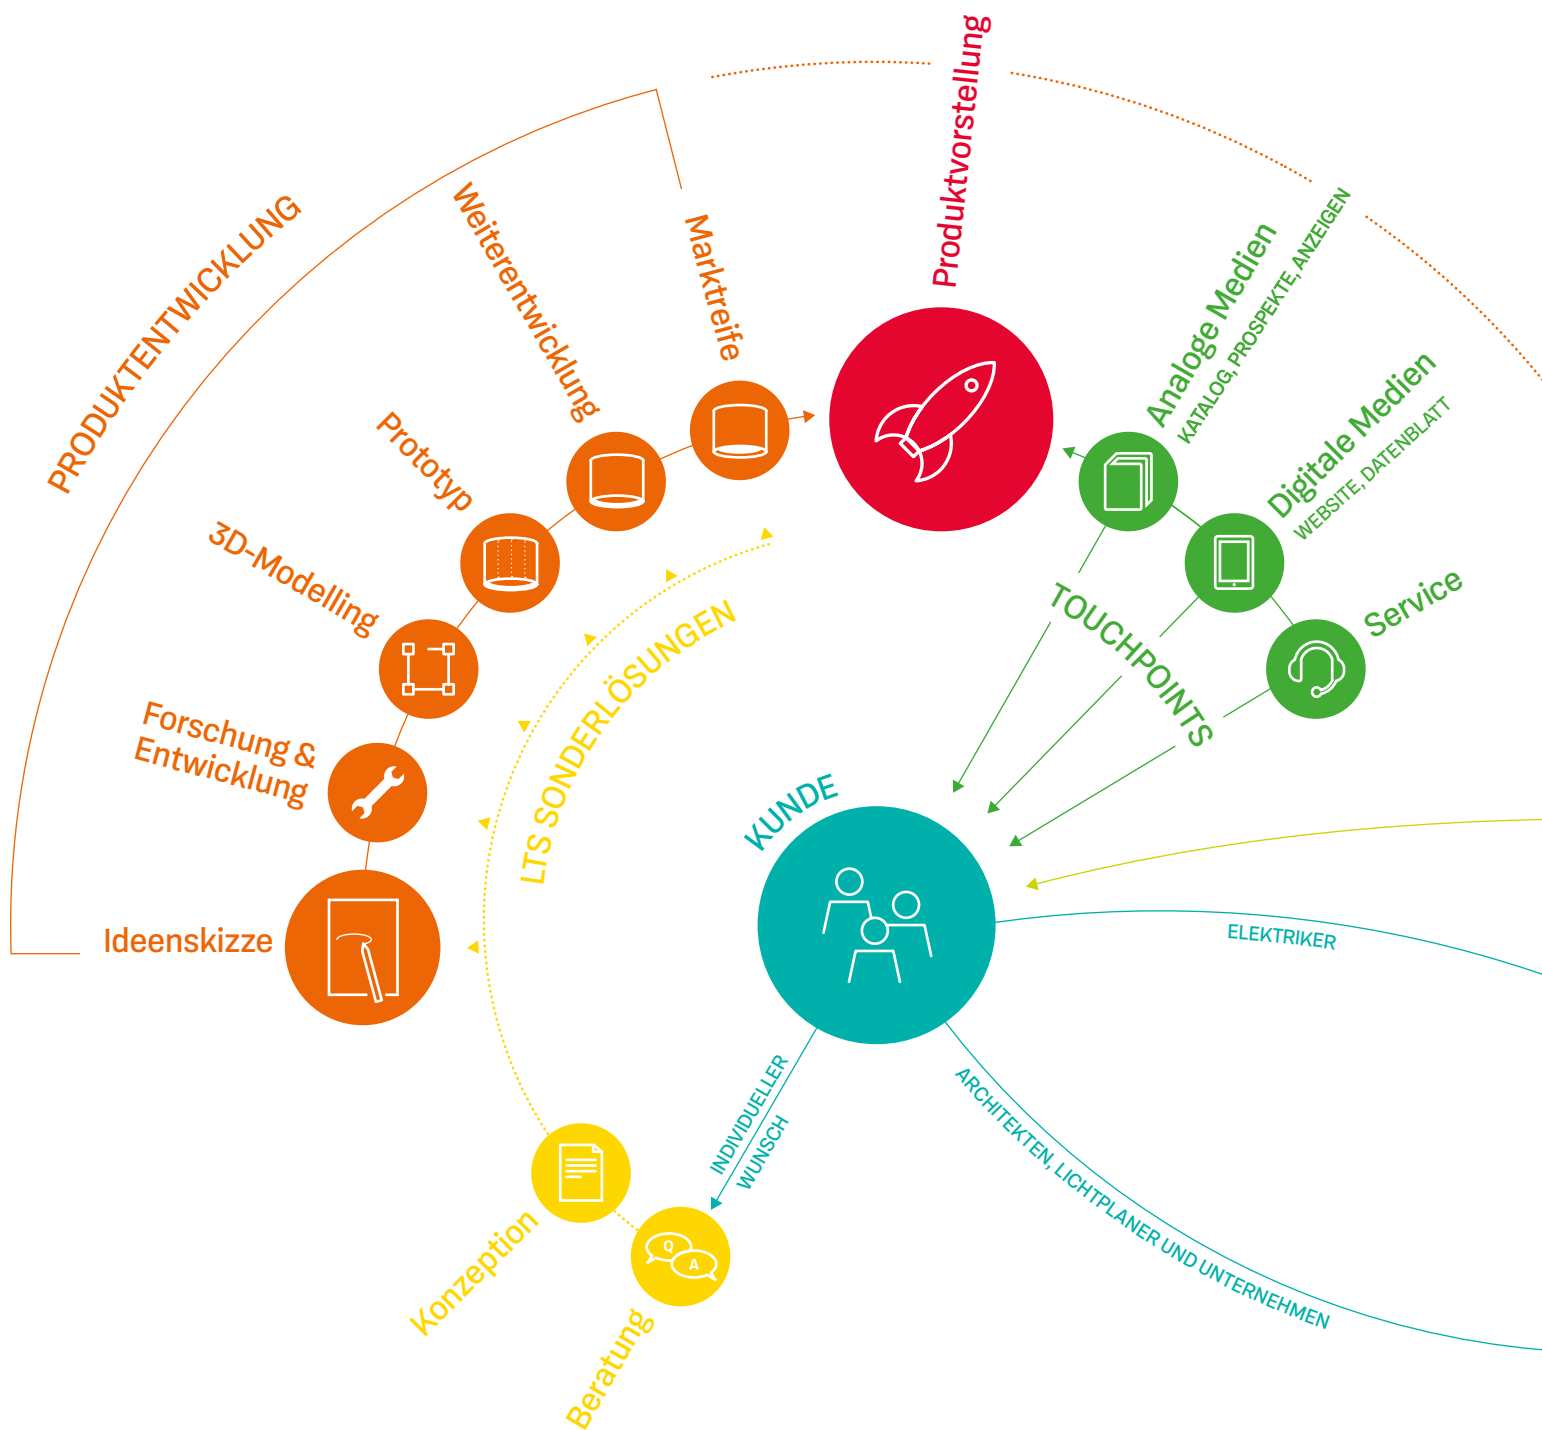 PRODUKTENTWICKLUNG
Ideenskizze
Forschung &
Entwicklung
3D-Modelling
Prototyp
Weiterentwicklung
Marktreife
Produktvorstellung
Analoge Medien
KATALOG, PROSPEKTE, ANZEIGEN
Digitale Medien
WEBSITE, DATENBLATT
Service
TOUCHPOINTS
LTS SONDERLÖSUNGEN
KUNDE
ELEKTRIKER
ARCHITEKTEN, LICHTPLANER UND UNTERNEHMEN
INDIVIDUELLER
WUNSCH
Konzeption
Q
A
Beratung